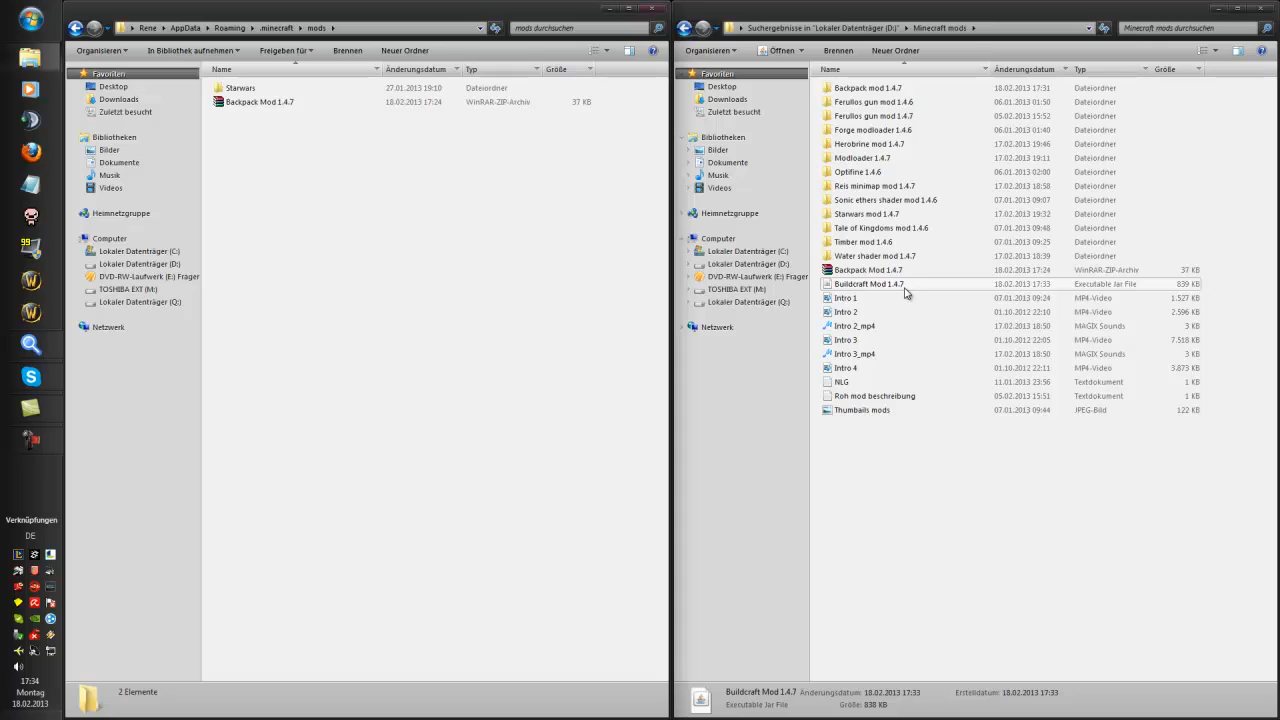 Rene ▸ AppData ▸ Roaming ▸ .minecraft ▸ mods ▸
mods durchsuchen
Organisieren
In Bibliothek aufnehmen
Freigeben für
Brennen
Neuer Ordner
Name
Änderungsdatum
Typ
Größe
Favoriten
Desktop
Downloads
Zuletzt besucht
Bibliotheken
Bilder
Dokumente
Musik
Videos
Heimnetzgruppe
Computer
Lokaler Datenträger (C:)
Lokaler Datenträger (D:)
DVD-RW-Laufwerk (E:) Frager
TOSHIBA EXT (M:)
Lokaler Datenträger (Q:)
Netzwerk
Starwars 27.01.2013 19:10 Dateiordner
Backpack Mod 1.4.7 18.02.2013 17:24 WinRAR-ZIP-Archiv 37 KB
2 Elemente
Suchergebnisse in "Lokaler Datenträger (D:)" ▸ Minecraft mods ▸
Minecraft mods durchsuchen
Organisieren
Öffnen
Brennen
Neuer Ordner
Name
Änderungsdatum
Typ
Größe
Favoriten
Desktop
Downloads
Zuletzt besucht
Bibliotheken
Bilder
Dokumente
Musik
Videos
Heimnetzgruppe
Computer
Lokaler Datenträger (C:)
Lokaler Datenträger (D:)
DVD-RW-Laufwerk (E:) Frager
TOSHIBA EXT (M:)
Lokaler Datenträger (Q:)
Netzwerk
Backpack mod 1.4.7 18.02.2013 17:31 Dateiordner
Ferullos gun mod 1.4.6 06.01.2013 01:50 Dateiordner
Ferullos gun mod 1.4.7 05.02.2013 15:52 Dateiordner
Forge modloader 1.4.6 06.01.2013 01:40 Dateiordner
Herobrine mod 1.4.7 17.02.2013 19:46 Dateiordner
Modloader 1.4.7 17.02.2013 19:11 Dateiordner
Optifine 1.4.6 06.01.2013 02:00 Dateiordner
Reis minimap mod 1.4.7 17.02.2013 18:58 Dateiordner
Sonic ethers shader mod 1.4.6 07.01.2013 09:07 Dateiordner
Starwars mod 1.4.7 17.02.2013 19:32 Dateiordner
Tale of Kingdoms mod 1.4.6 07.01.2013 09:48 Dateiordner
Timber mod 1.4.6 07.01.2013 09:25 Dateiordner
Water shader mod 1.4.7 17.02.2013 18:39 Dateiordner
Backpack Mod 1.4.7 18.02.2013 17:24 WinRAR-ZIP-Archiv 37 KB
Buildcraft Mod 1.4.7 18.02.2013 17:33 Executable Jar File 839 KB
Intro 1 07.01.2013 09:24 MP4-Video 1.527 KB
Intro 2 01.10.2012 22:10 MP4-Video 2.596 KB
Intro 2_mp4 17.02.2013 18:50 MAGIX Sounds 3 KB
Intro 3 01.10.2012 22:05 MP4-Video 7.518 KB
Intro 3_mp4 17.02.2013 18:50 MAGIX Sounds 3 KB
Intro 4 01.10.2012 22:11 MP4-Video 3.873 KB
NLG 11.01.2013 23:56 Textdokument 1 KB
Roh mod beschreibung 05.02.2013 15:51 Textdokument 1 KB
Thumbails mods 07.01.2013 09:44 JPEG-Bild 122 KB
Buildcraft Mod 1.4.7 Änderungsdatum: 18.02.2013 17:33 Erstelldatum: 18.02.2013 17:33
Executable Jar File Größe: 838 KB
99
Verknüpfungen
DE
17:34
Montag
18.02.2013